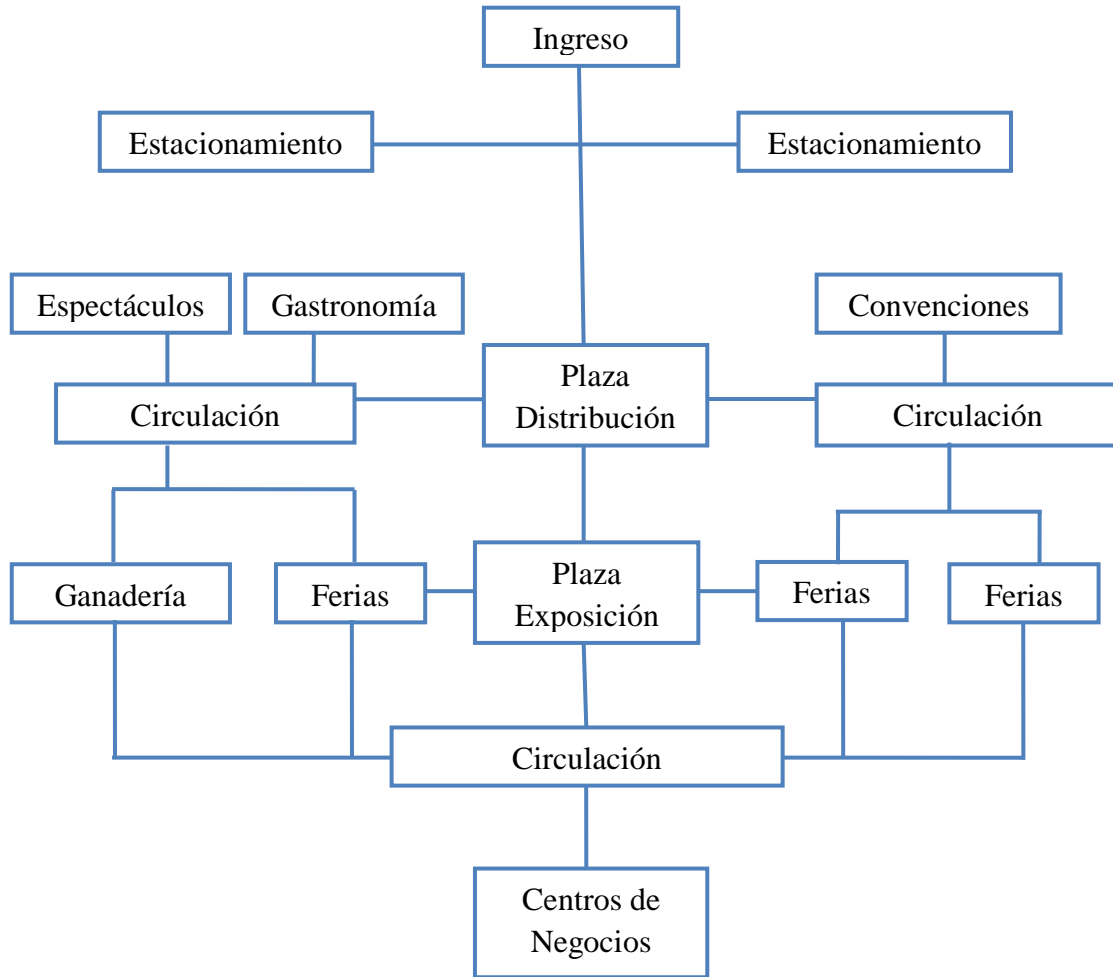 Ingreso
Estacionamiento
Estacionamiento
Espectáculos
Gastronomía
Convenciones
Plaza
Distribución
Circulación
Circulación
Ganadería
Ferias
Plaza
Exposición
Ferias
Ferias
Circulación
Centros de
Negocios